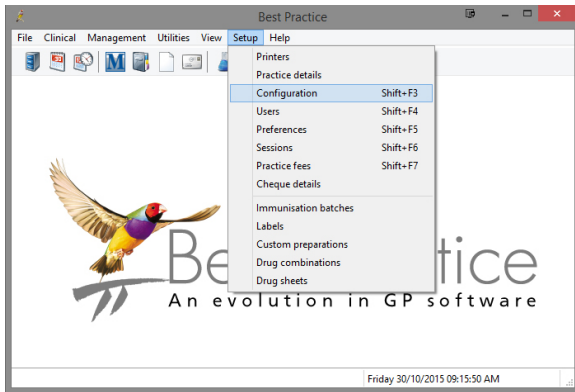 Best Practice
File Clinical Management Utilities View Setup Help
Printers
Practice details
Configuration Shift+F3
Users Shift+F4
Preferences Shift+F5
Sessions Shift+F6
Practice fees Shift+F7
Cheque details
Immunisation batches
Labels
Custom preparations
Drug combinations
Drug sheets
Be tice
An evolution in GP software
Friday 30/10/2015 09:15:50 AM